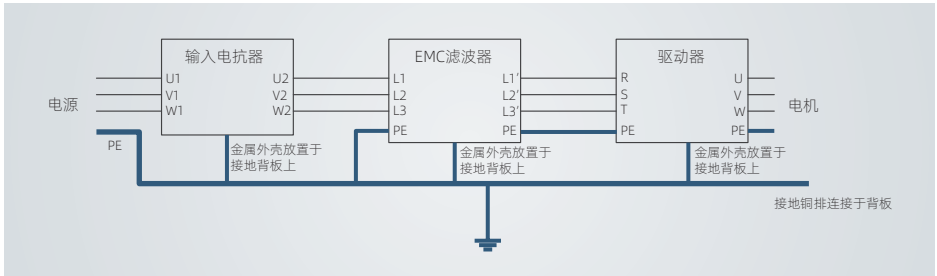 输入电抗器
EMC滤波器
驱动器
U1
U2
L1
L1′
R
U
V1
V2
L2
L2′
S
V
电源
电机
W1
W2
L3
L3′
T
W
PE
PE
PE
PE
PE
金属外壳放置于
接地背板上
金属外壳放置于
接地背板上
金属外壳放置于
接地背板上
接地铜排连接于背板